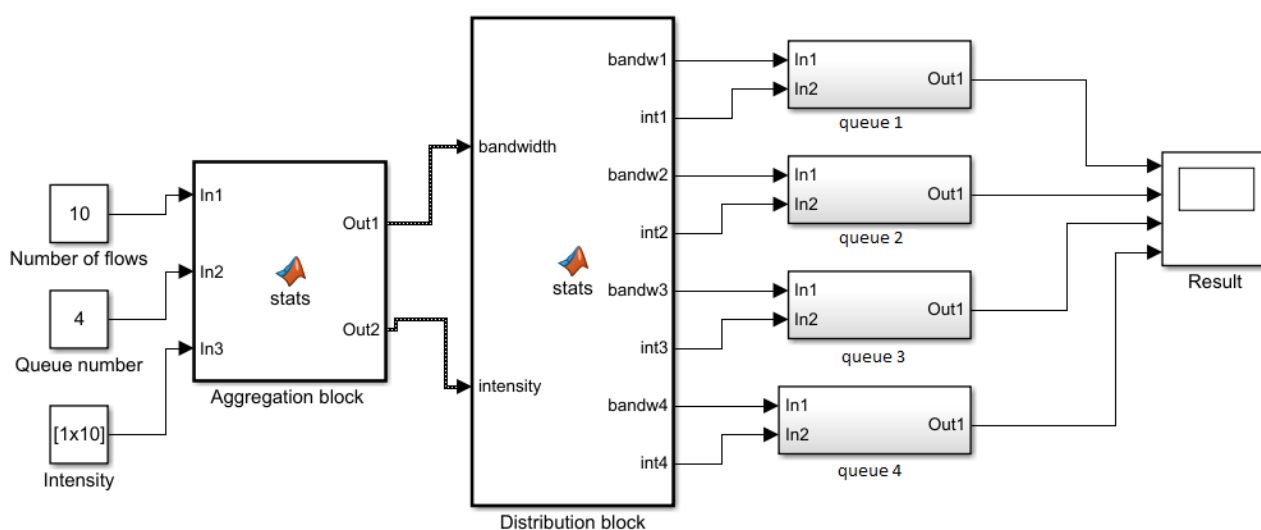 10
Number of flows
4
Queue number
[1x10]
Intensity
In1
In2
In3
stats
Out1
Out2
Aggregation block
bandwidth
intensity
stats
bandw1
int1
bandw2
int2
bandw3
int3
bandw4
int4
Distribution block
In1
In2
Out1
queue 1
In1
In2
Out1
queue 2
In1
In2
Out1
queue 3
In1
In2
Out1
queue 4
Result